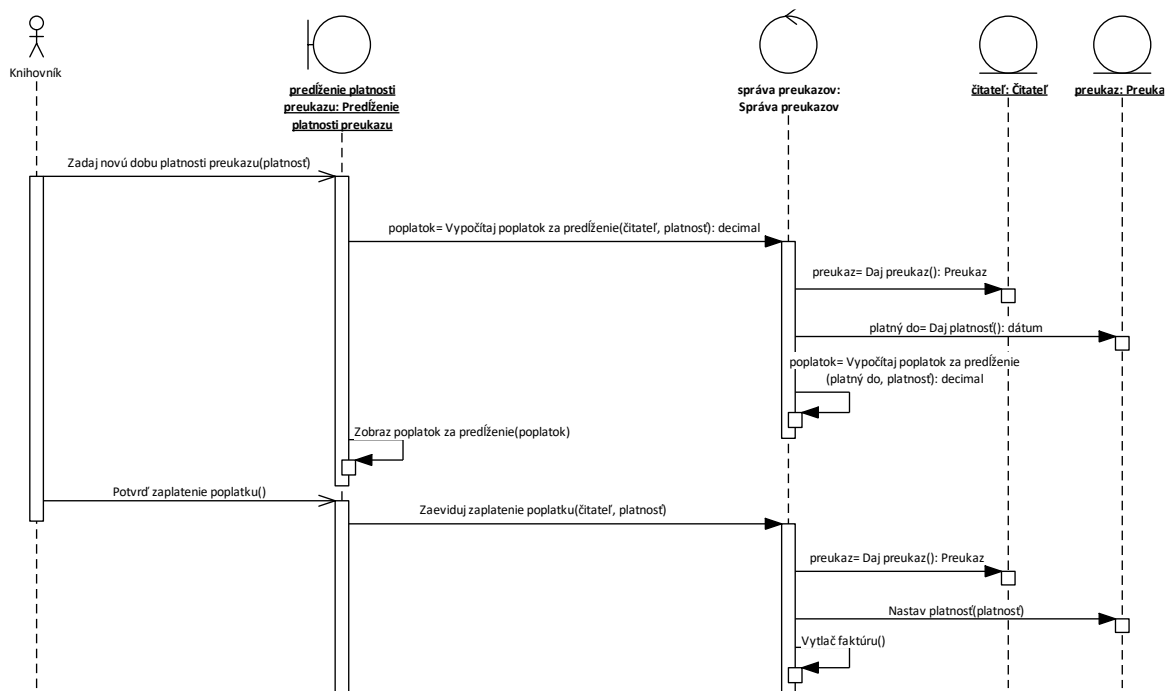 Knihovník
predĺženie platnosti
preukazu: Predĺženie
platnosti preukazu
správa preukazov:
Správa preukazov
čitateľ: Čitateľ
preukaz: Preuka
Zadaj novú dobu platnosti preukazu(platnosť)
poplatok= Vypočítaj poplatok za predĺženie(čitateľ, platnosť): decimal
preukaz= Daj preukaz(): Preukaz
platný do= Daj platnosť(): dátum
poplatok= Vypočítaj poplatok za predĺženie
(platný do, platnosť): decimal
Zobraz poplatok za predĺženie(poplatok)
Potvrď zaplatenie poplatku()
Zaeviduj zaplatenie poplatku(čitateľ, platnosť)
preukaz= Daj preukaz(): Preukaz
Nastav platnosť(platnosť)
Vytlač faktúru()